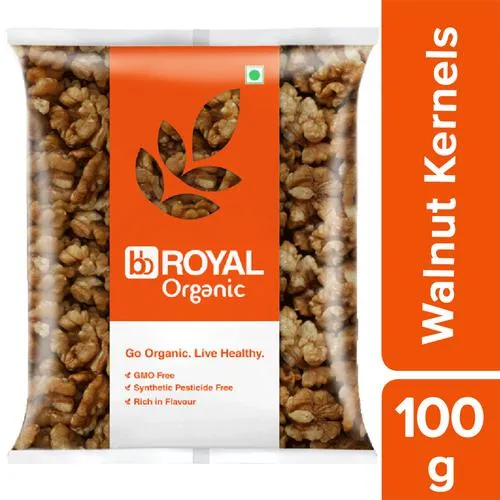 bb ROYAL
Organic
Go Organic. Live Healthy.
GMO Free
Synthetic Pesticide Free
Rich in Flavour
Walnut Kernels
100
g